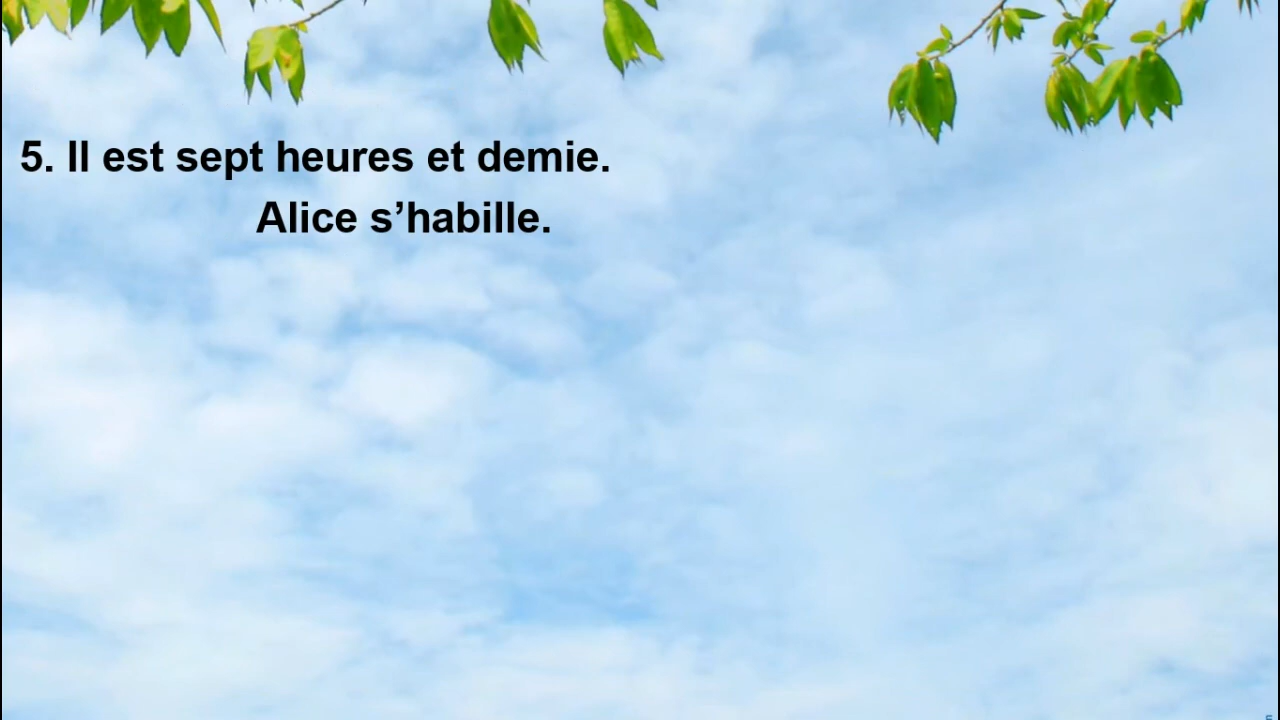 5. Il est sept heures et demie.
Alice s’habille.